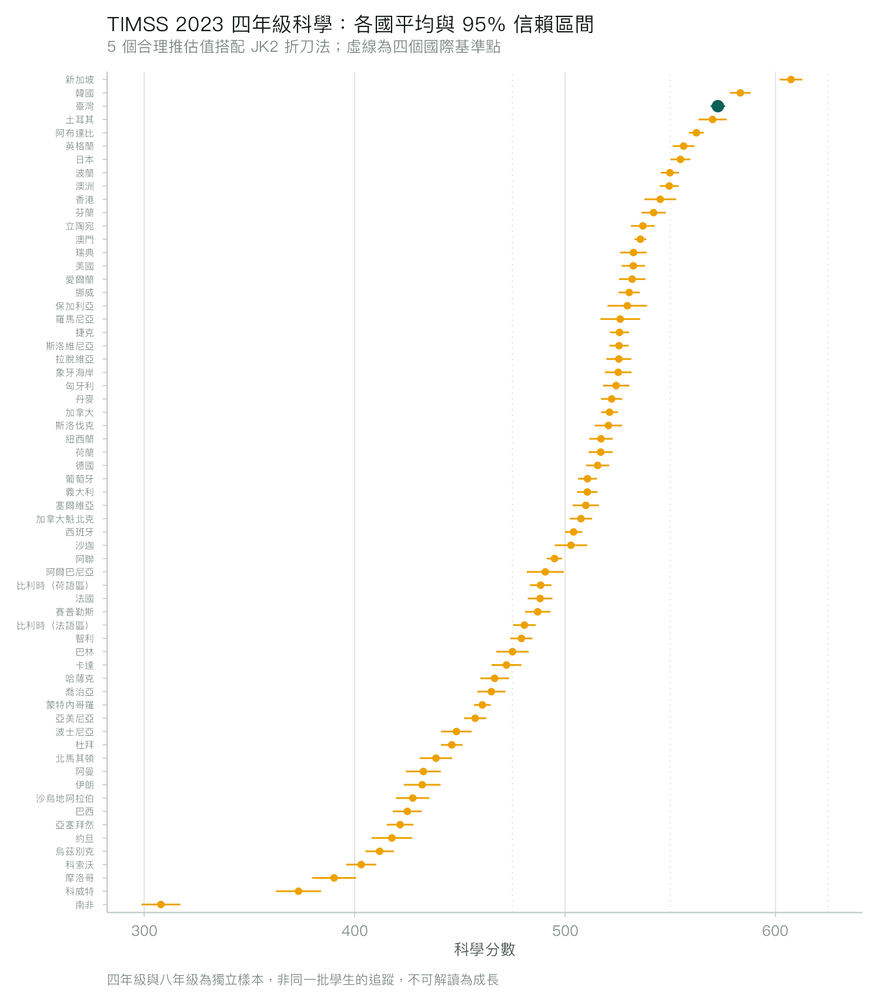 TIMSS 2023 四年級科學：各國平均與 95% 信賴區間
5 個合理推估值搭配 JK2 折刀法；虛線為四個國際基準點
新加坡
韓國
臺灣
土耳其
阿布達比
英格蘭
日本
波蘭
澳洲
香港
芬蘭
立陶宛
澳門
瑞典
美國
愛爾蘭
挪威
保加利亞
羅馬尼亞
捷克
斯洛維尼亞
拉脫維亞
象牙海岸
匈牙利
丹麥
加拿大
斯洛伐克
紐西蘭
荷蘭
德國
葡萄牙
義大利
塞爾維亞
加拿大魁北克
西班牙
沙迦
阿聯
阿爾巴尼亞
比利時（荷語區）
法國
賽普勒斯
比利時（法語區）
智利
巴林
卡達
哈薩克
喬治亞
蒙特內哥羅
亞美尼亞
波士尼亞
杜拜
北馬其頓
阿曼
伊朗
沙烏地阿拉伯
巴西
亞塞拜然
約旦
烏茲別克
科索沃
摩洛哥
科威特
南非
300 400 500 600
科學分數
四年級與八年級為獨立樣本，非同一批學生的追蹤，不可解讀為成長